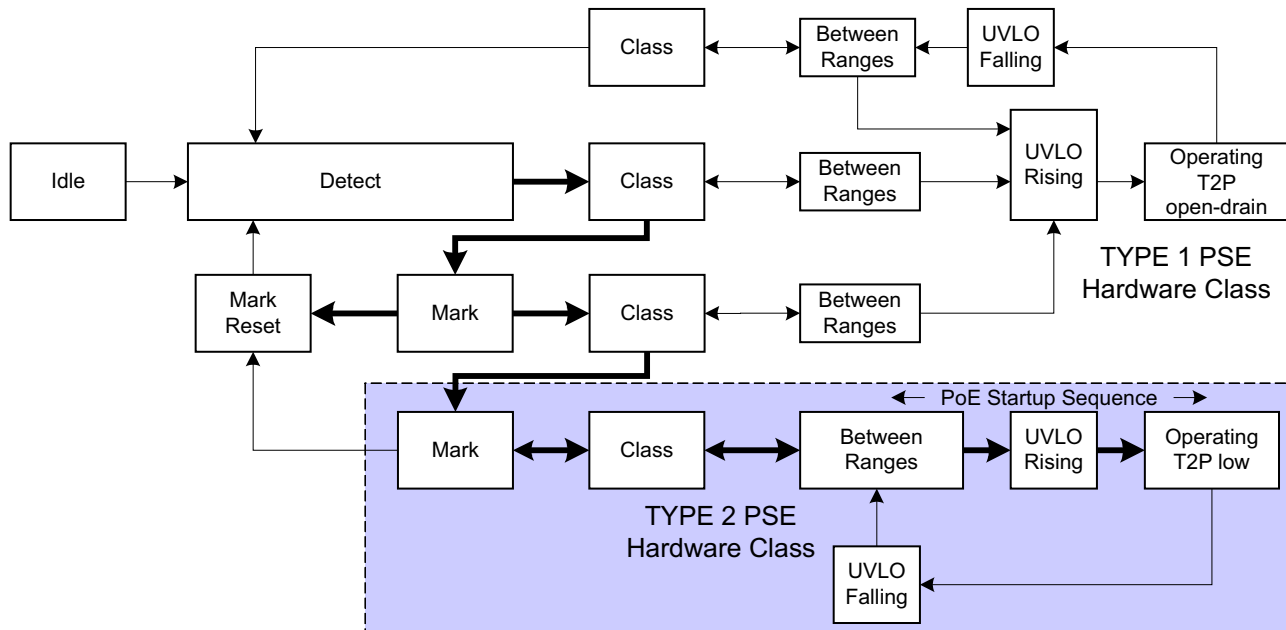 Class
Between
Ranges
UVLO
Falling
Idle
Detect
Class
Between
Ranges
UVLO
Rising
Operating
T2P
open-drain
TYPE 1 PSE
Hardware Class
Mark
Reset
Mark
Class
Between
Ranges
PoE Startup Sequence
Mark
Class
Between
Ranges
UVLO
Rising
Operating
T2P low
TYPE 2 PSE
Hardware Class
UVLO
Falling